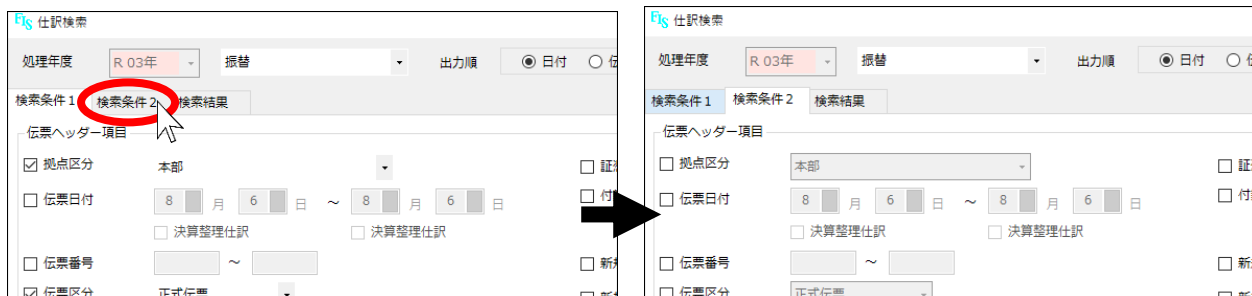 FIS 仕訳検索
処理年度 R 03年 振替 出力順 日付
検索条件1 検索条件2 検索結果
伝票ヘッダー項目
拠点区分 本部
伝票日付 8 月 6 日 ～ 8 月 6 日
決算整理仕訳 決算整理仕訳
伝票番号 ～
伝票区分 正式伝票
FIS 仕訳検索
処理年度 R 03年 振替 出力順 日付
検索条件1 検索条件2 検索結果
伝票ヘッダー項目
拠点区分 本部
伝票日付 8 月 6 日 ～ 8 月 6 日
決算整理仕訳 決算整理仕訳
伝票番号 ～
伝票区分 正式伝票